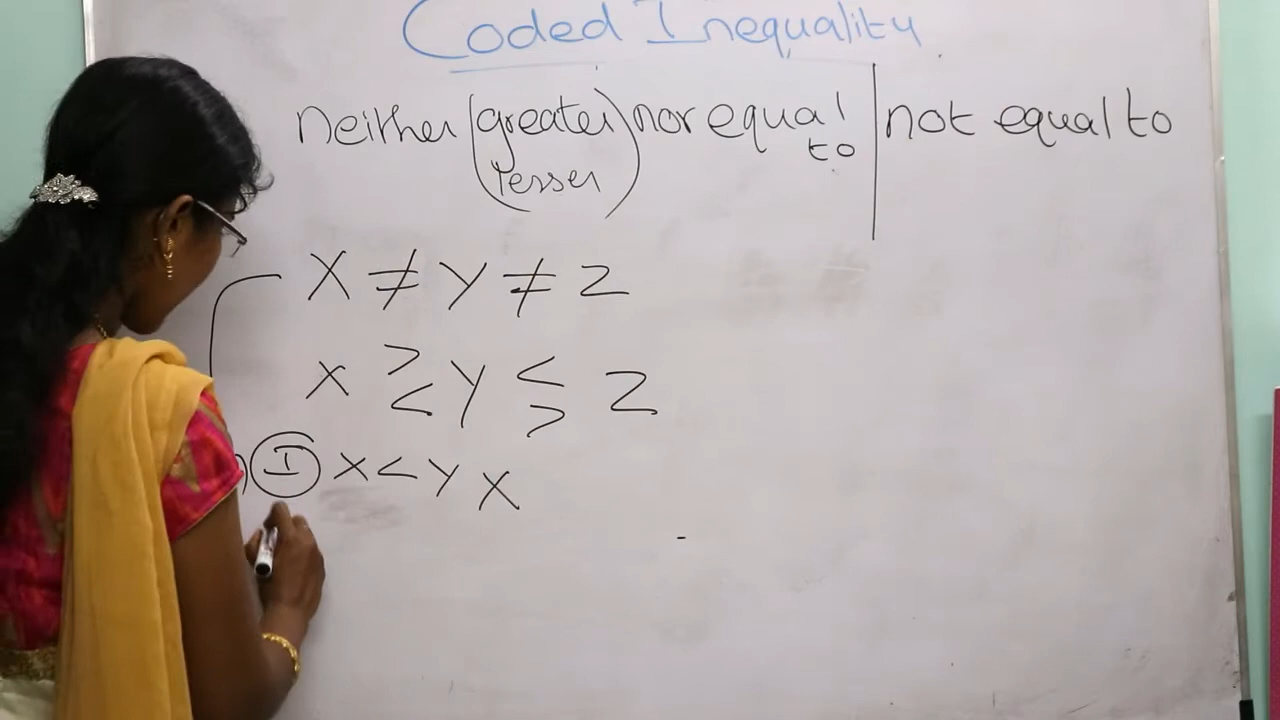 Coded Inequality
neither (greater) nor equal to | not equal to
(lesser)
X ≠ Y ≠ Z
X ≷ Y ≶ Z
I X < Y X